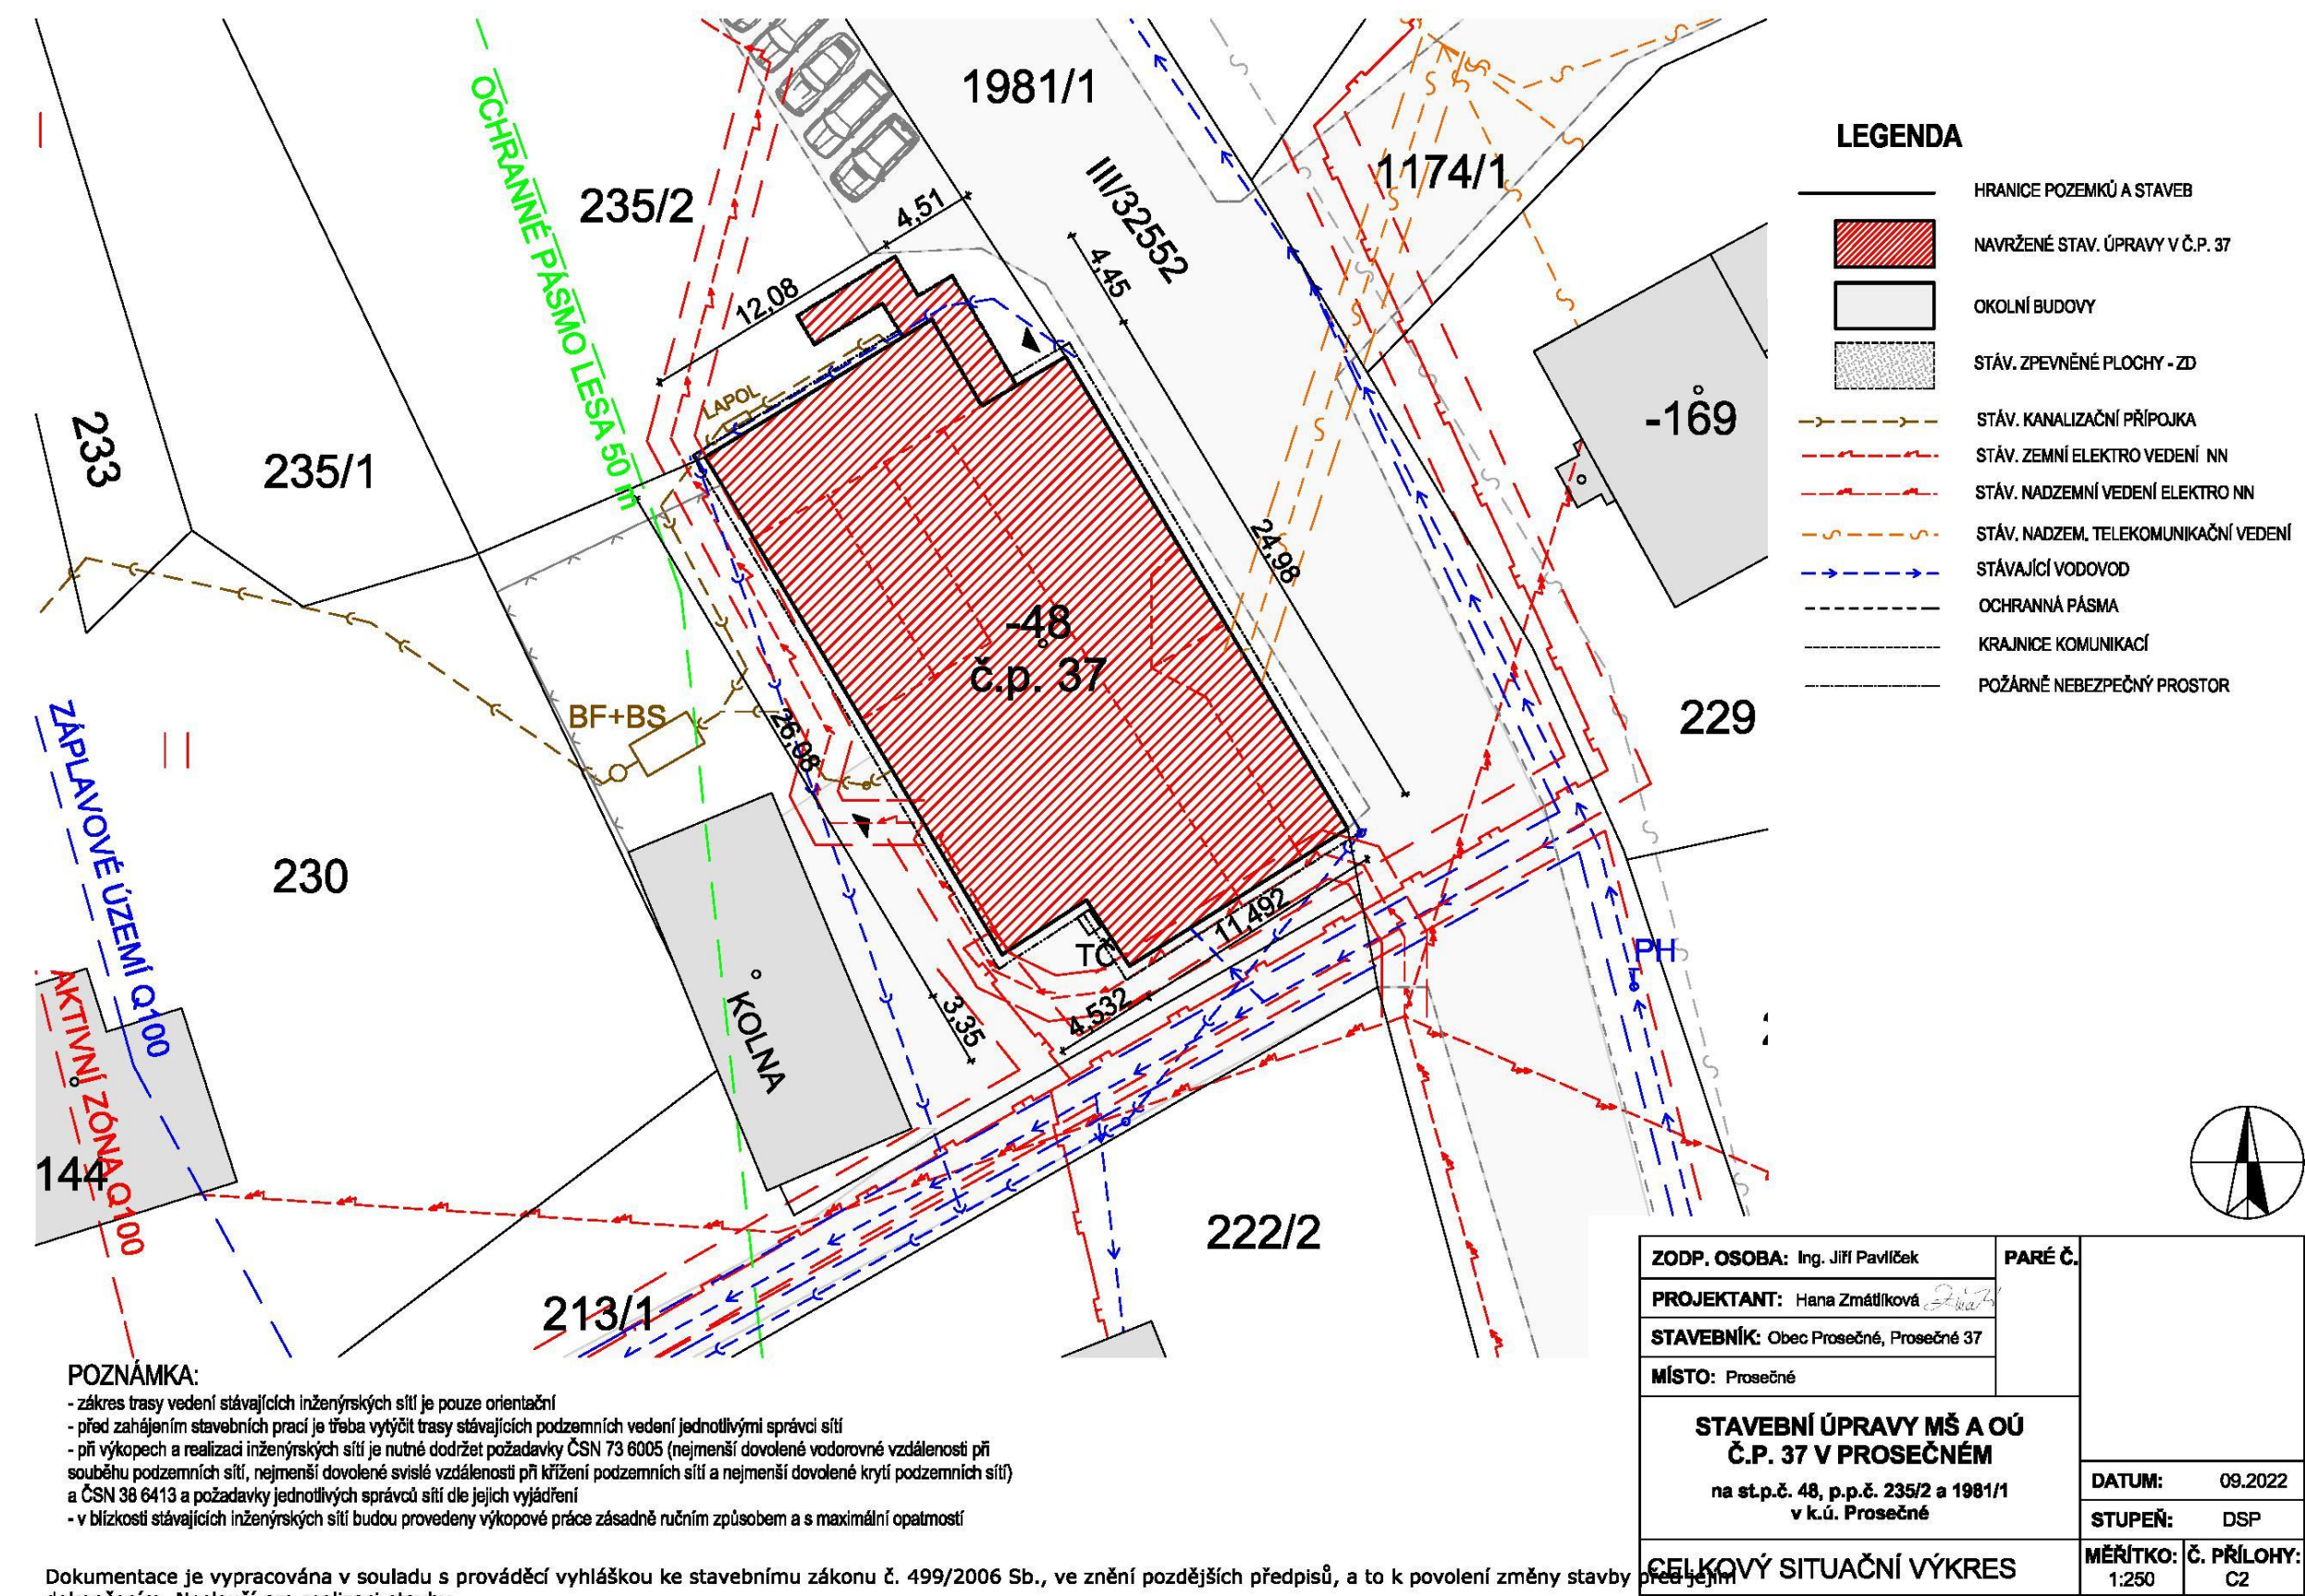 1981/1
OCHRANNÉ PÁSMO LESA 50 m
1174/1
235/2
4,51
III/32552
4,45
12,08
LAPOL
233
235/1
-169
24,98
-48
č.p. 37
BF+BS
26,08
229
ZÁPLAVOVÉ ÚZEMÍ Q100
230
11,492
TČ
PH
AKTIVNÍ ZÓNA Q100
KOLNA
3,35
4,532
144
222/2
213/1
LEGENDA
HRANICE POZEMKŮ A STAVEB
NAVRŽENÉ STAV. ÚPRAVY V Č.P. 37
OKOLNÍ BUDOVY
STÁV. ZPEVNĚNÉ PLOCHY - ZD
STÁV. KANALIZAČNÍ PŘÍPOJKA
STÁV. ZEMNÍ ELEKTRO VEDENÍ NN
STÁV. NADZEMNÍ VEDENÍ ELEKTRO NN
STÁV. NADZEM. TELEKOMUNIKAČNÍ VEDENÍ
STÁVAJÍCÍ VODOVOD
OCHRANNÁ PÁSMA
KRAJNICE KOMUNIKACÍ
POŽÁRNĚ NEBEZPEČNÝ PROSTOR
POZNÁMKA:
- zákres trasy vedení stávajících inženýrských sítí je pouze orientační
- před zahájením stavebních prací je třeba vytýčit trasy stávajících podzemních vedení jednotlivými správci sítí
- při výkopech a realizaci inženýrských sítí je nutné dodržet požadavky ČSN 73 6005 (nejmenší dovolené vodorovné vzdálenosti při
souběhu podzemních sítí, nejmenší dovolené svislé vzdálenosti při křížení podzemních sítí a nejmenší dovolené krytí podzemních sítí)
a ČSN 38 6413 a požadavky jednotlivých správců sítí dle jejich vyjádření
- v blízkosti stávajících inženýrských sítí budou provedeny výkopové práce zásadně ručním způsobem a s maximální opatrností
Dokumentace je vypracována v souladu s prováděcí vyhláškou ke stavebnímu zákonu č. 499/2006 Sb., ve znění pozdějších předpisů, a to k povolení změny stavby před jejím
ZODP. OSOBA: Ing. Jiří Pavlíček
PARÉ Č.
PROJEKTANT: Hana Zmátlíková
STAVEBNÍK: Obec Prosečné, Prosečné 37
MÍSTO: Prosečné
STAVEBNÍ ÚPRAVY MŠ A OÚ
Č.P. 37 V PROSEČNÉM
na st.p.č. 48, p.p.č. 235/2 a 1981/1
v k.ú. Prosečné
DATUM: 09.2022
STUPEŇ: DSP
CELKOVÝ SITUAČNÍ VÝKRES
MĚŘÍTKO: Č. PŘÍLOHY:
1:250 C2